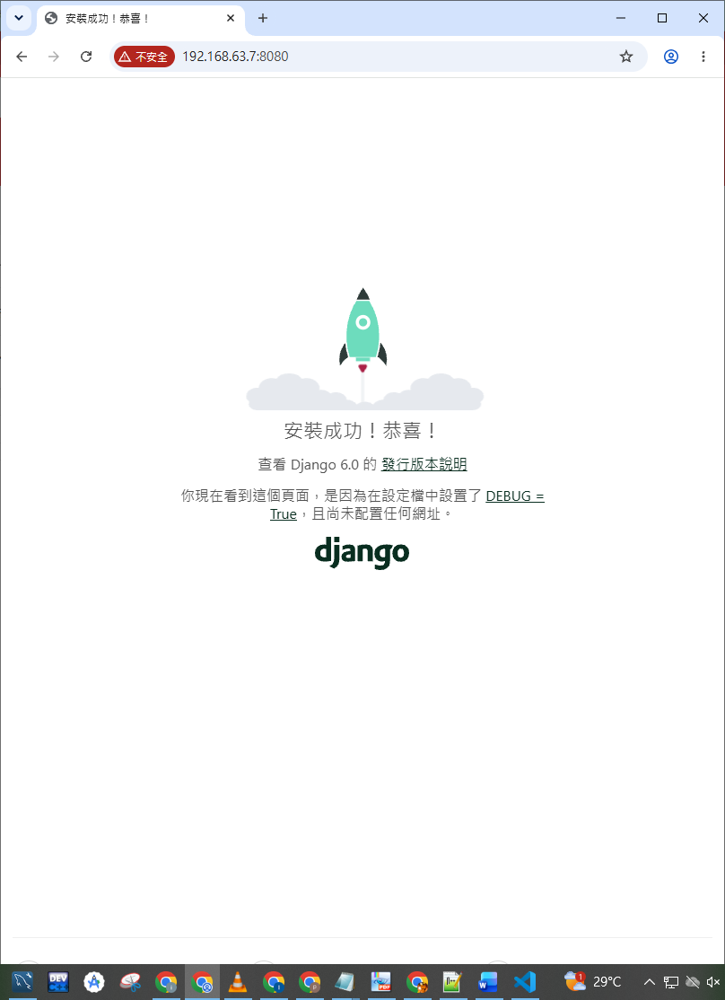 安裝成功！恭喜！
不安全
192.168.63.7:8080
安裝成功！恭喜！
查看 Django 6.0 的 發行版本說明
你現在看到這個頁面，是因為在設定檔中設置了 DEBUG =
True，且尚未配置任何網址。
django
DEV
C++
PDF
W
1
29°C